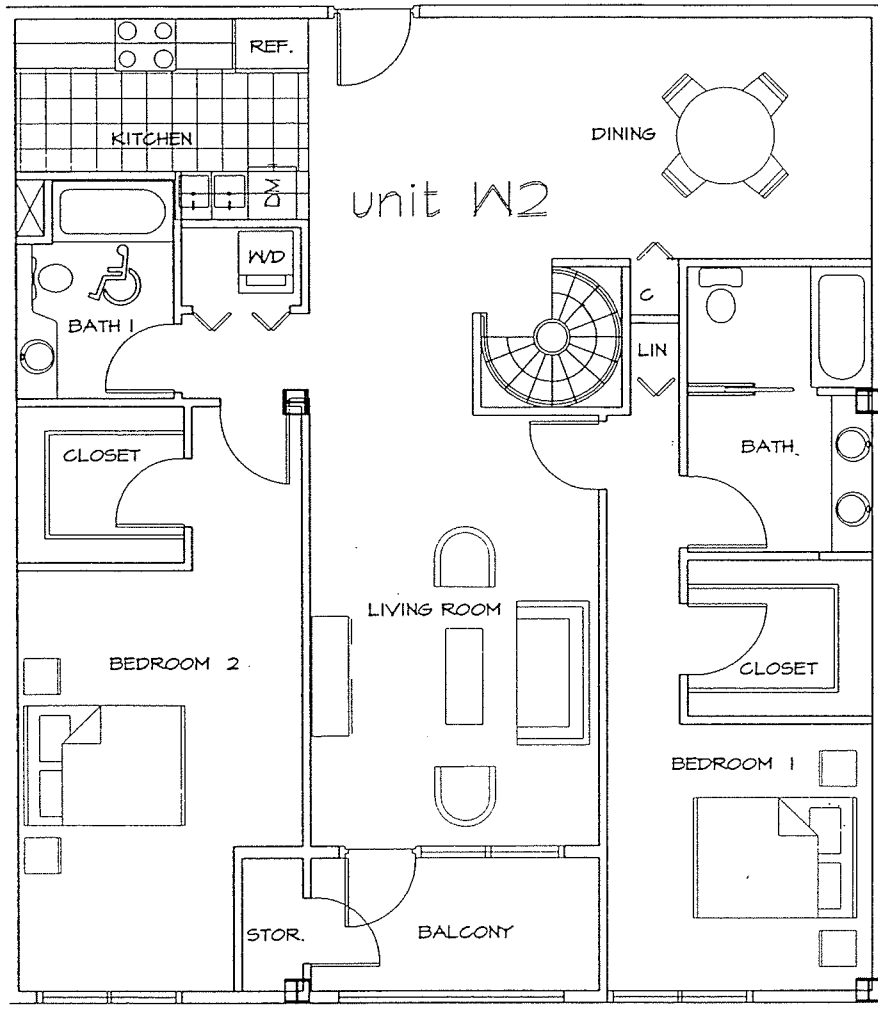 REF.
KITCHEN
DINING
DM
unit W2
W/D
C
BATH 1
LIN
CLOSET
BATH.
LIVING ROOM
BEDROOM 2
CLOSET
BEDROOM 1
STOR.
BALCONY